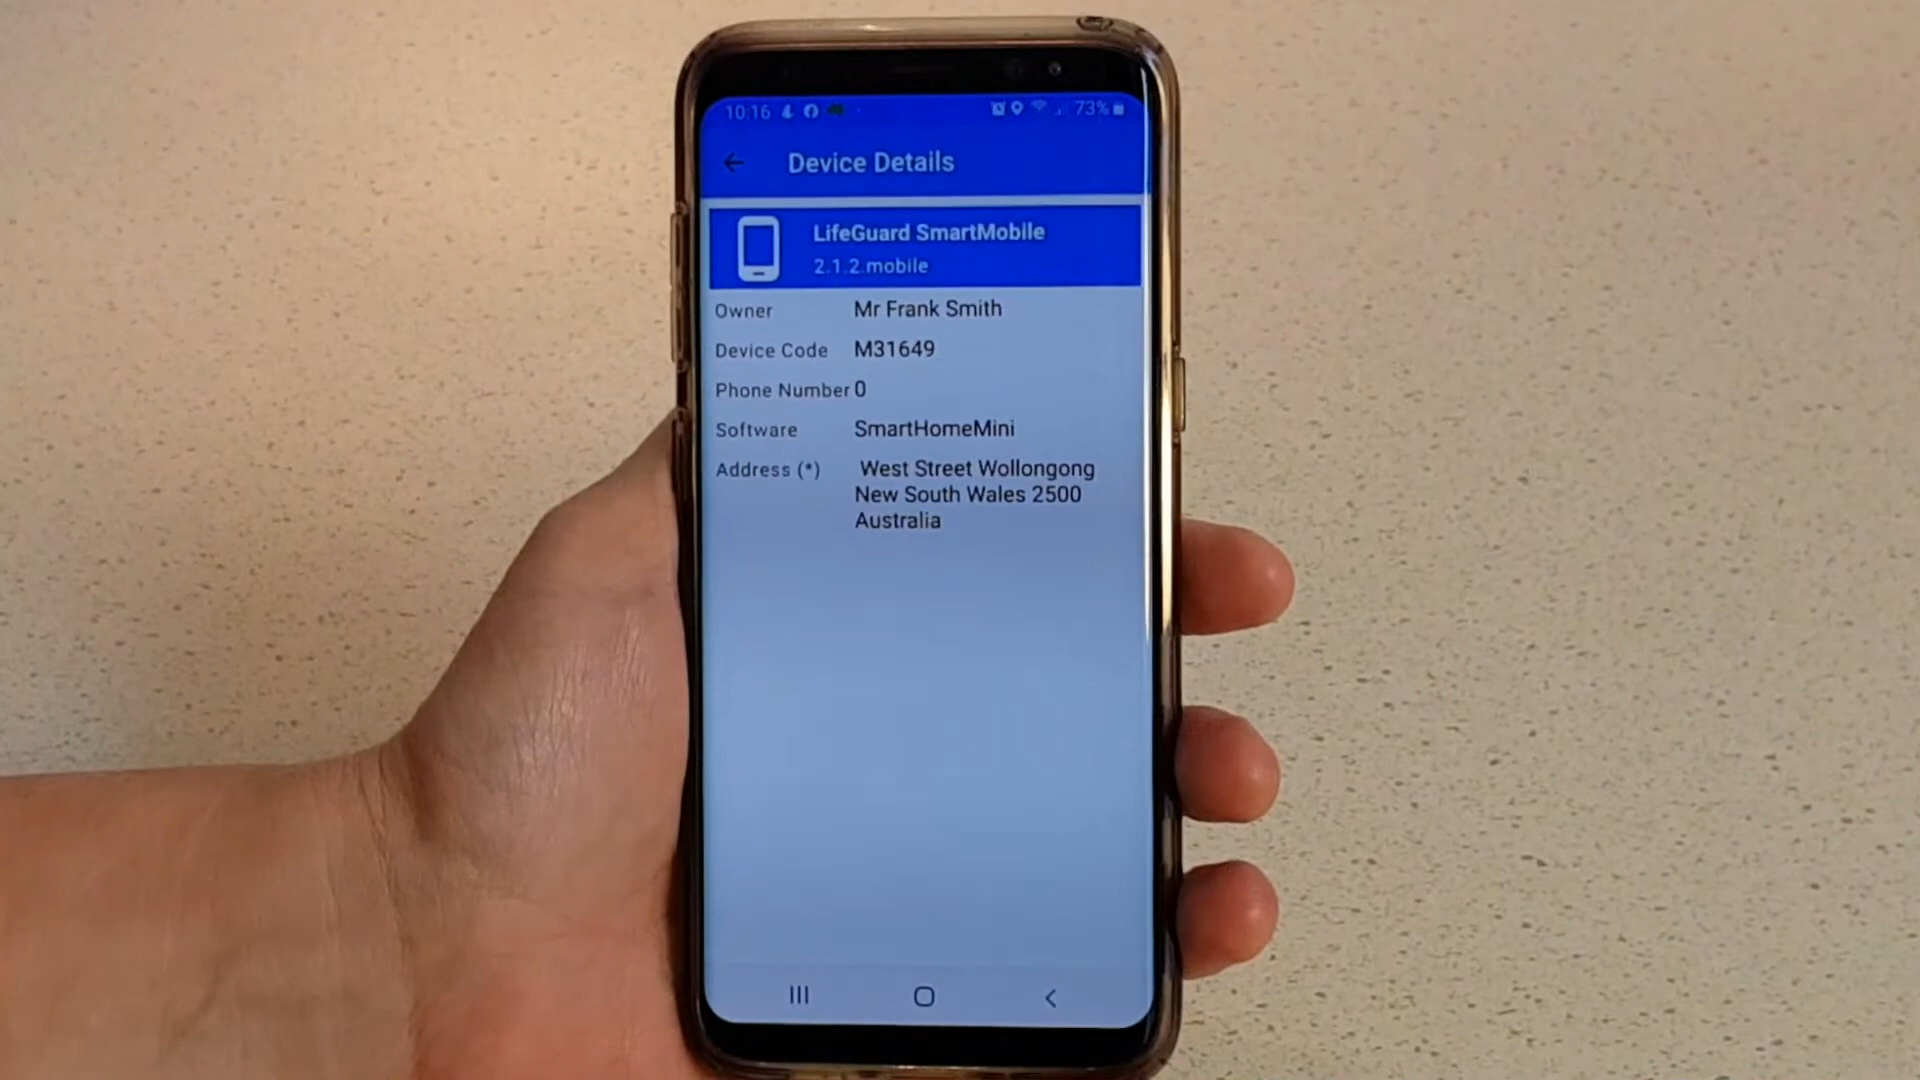 10:16 73%
Device Details
LifeGuard SmartMobile
2.1.2.mobile
Owner Mr Frank Smith
Device Code M31649
Phone Number 0
Software SmartHomeMini
Address (*) West Street Wollongong
New South Wales 2500
Australia